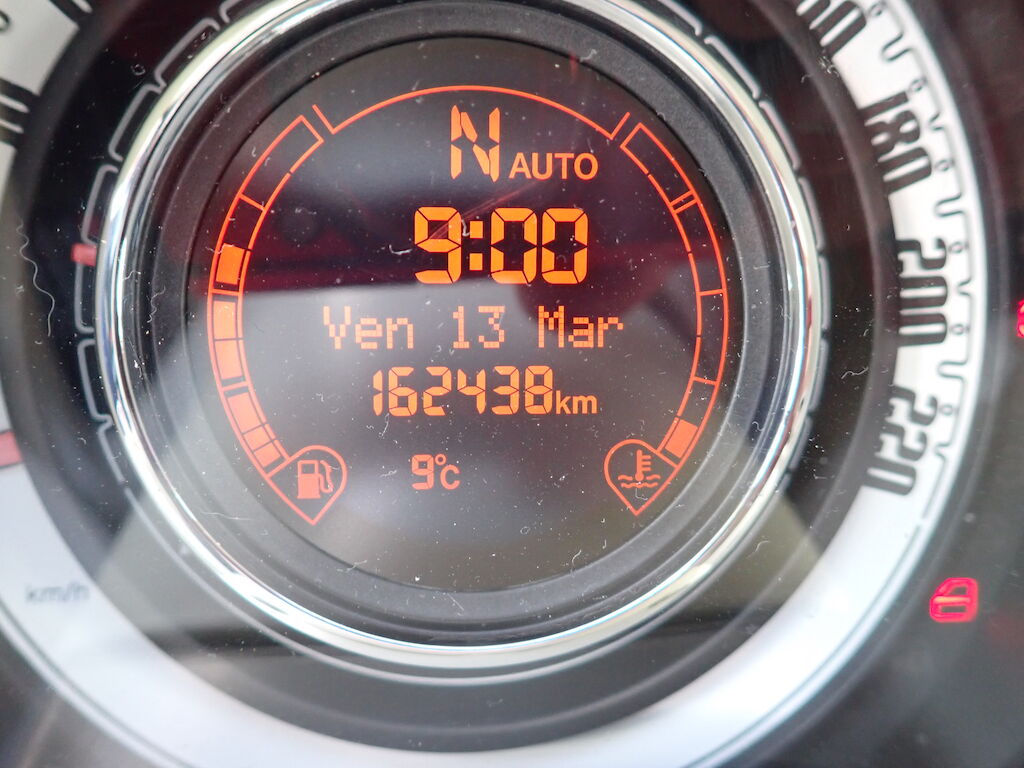 N AUTO
9:00
Ven 13 Mar
162438km
9°C
180
200
220
km/h